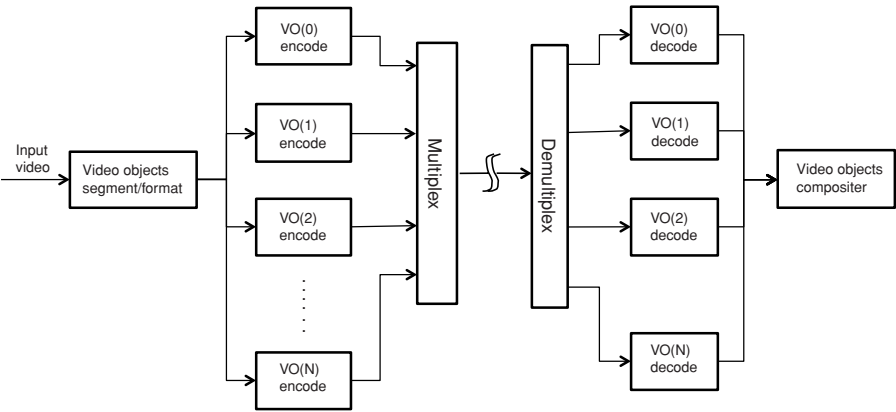 Input
video
Video objects
segment/format
VO(0)
encode
VO(1)
encode
VO(2)
encode
VO(N)
encode
Multiplex
Demultiplex
VO(0)
decode
VO(1)
decode
VO(2)
decode
VO(N)
decode
Video objects
compositer